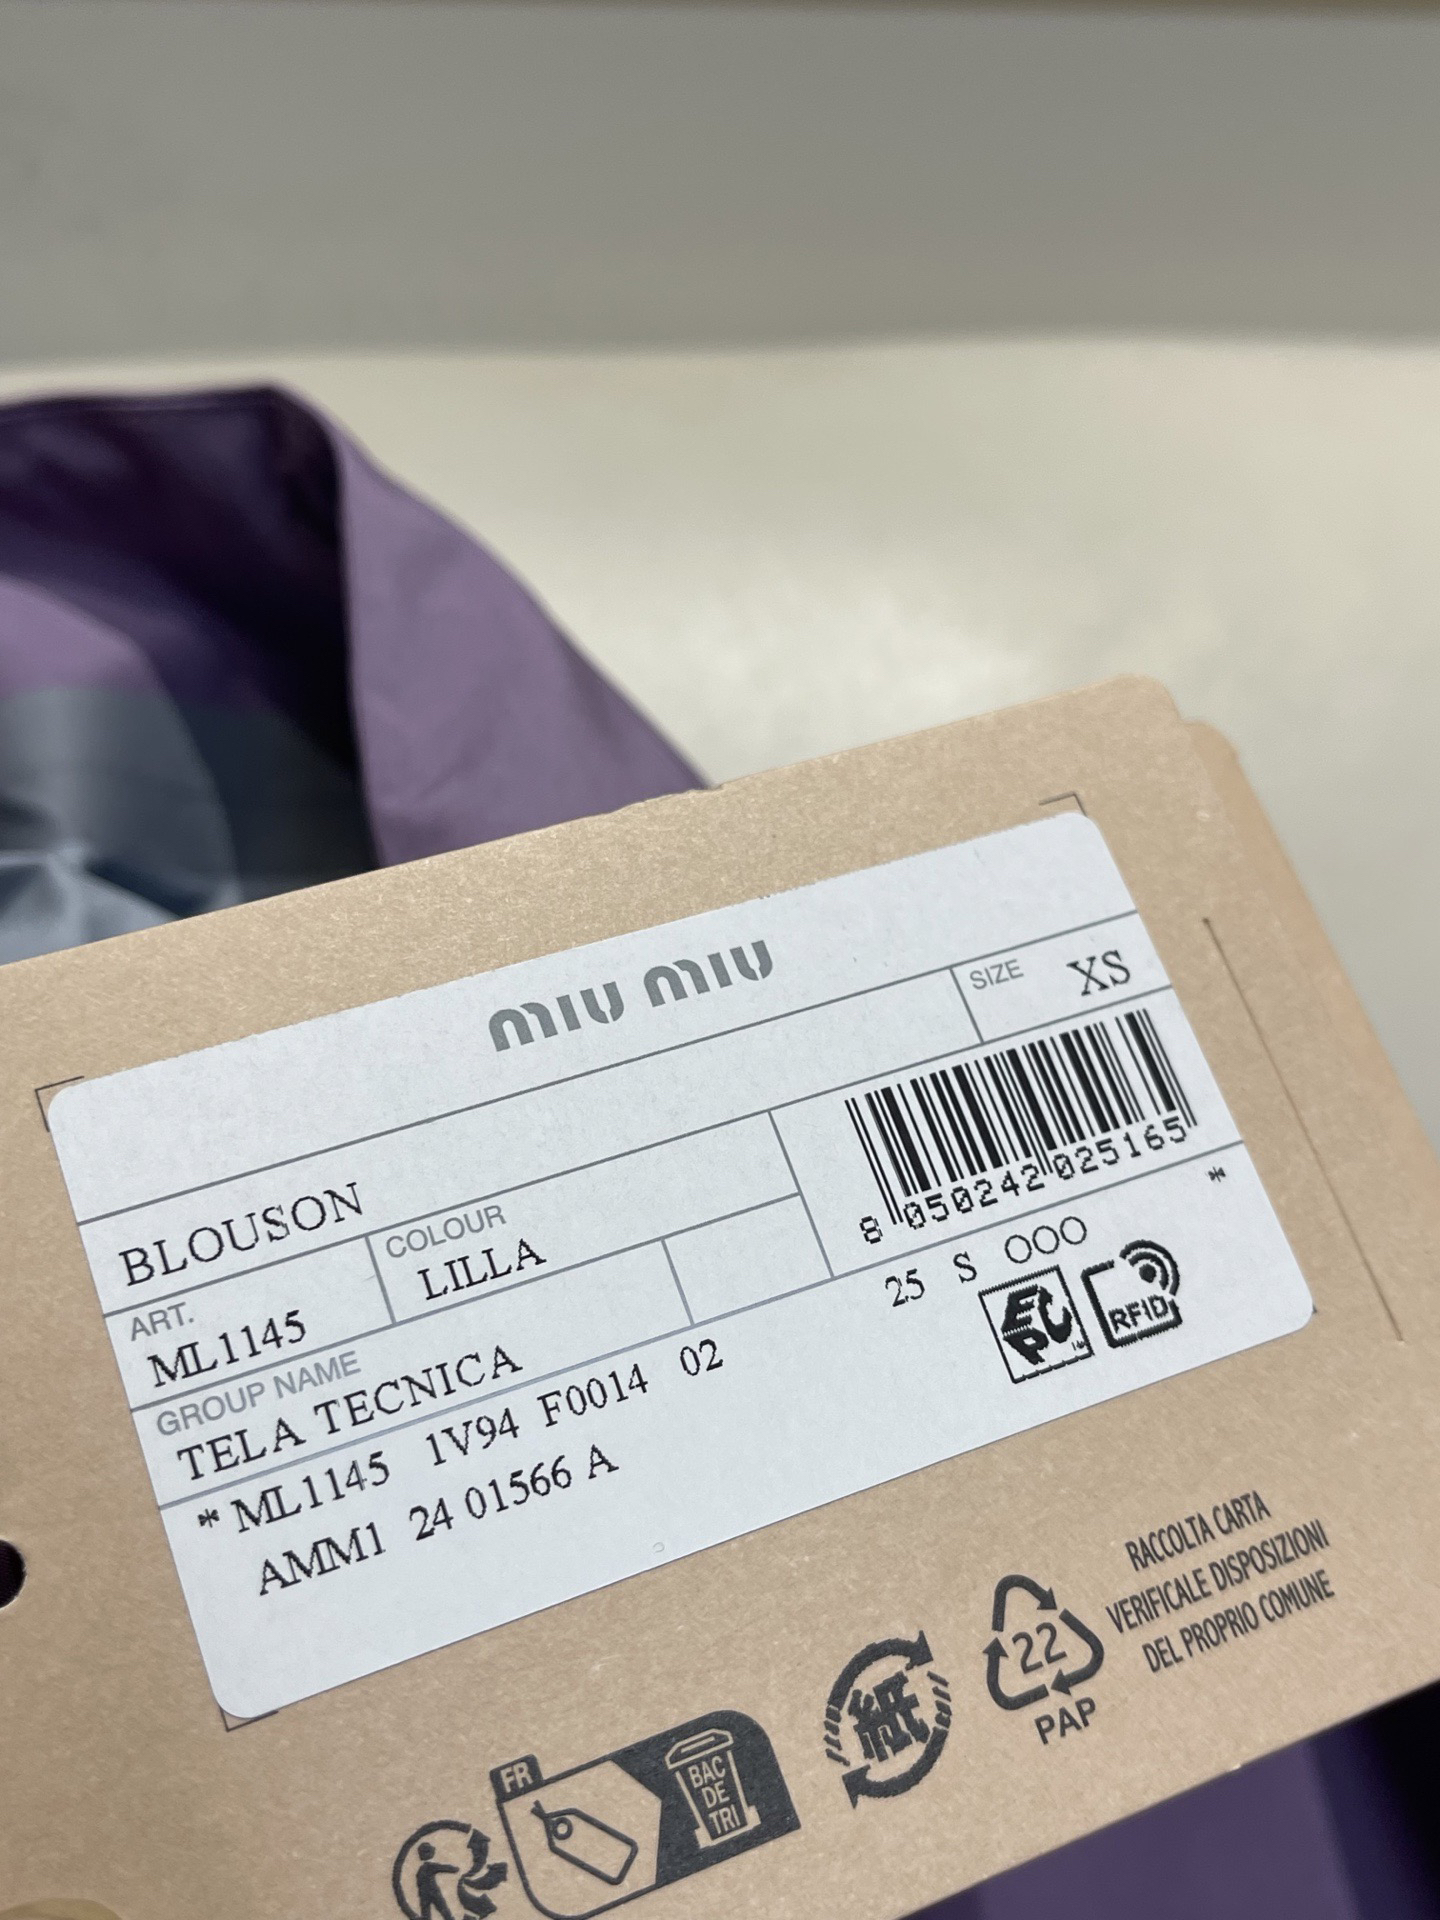 miu miu
SIZE XS
BLOUSON
8 050242 025165
ART. ML1145
COLOUR LILLA
*
GROUP NAME
TELA TECNICA
25 S OOO
* ML1145 1V94 F0014 02
EPC RFID
AMM1 24 01566 A
RACCOLTA CARTA
VERIFICALE DISPOSIZIONI
DEL PROPRIO COMUNE
22
PAP
紙
FR
BAC
DE
TRI